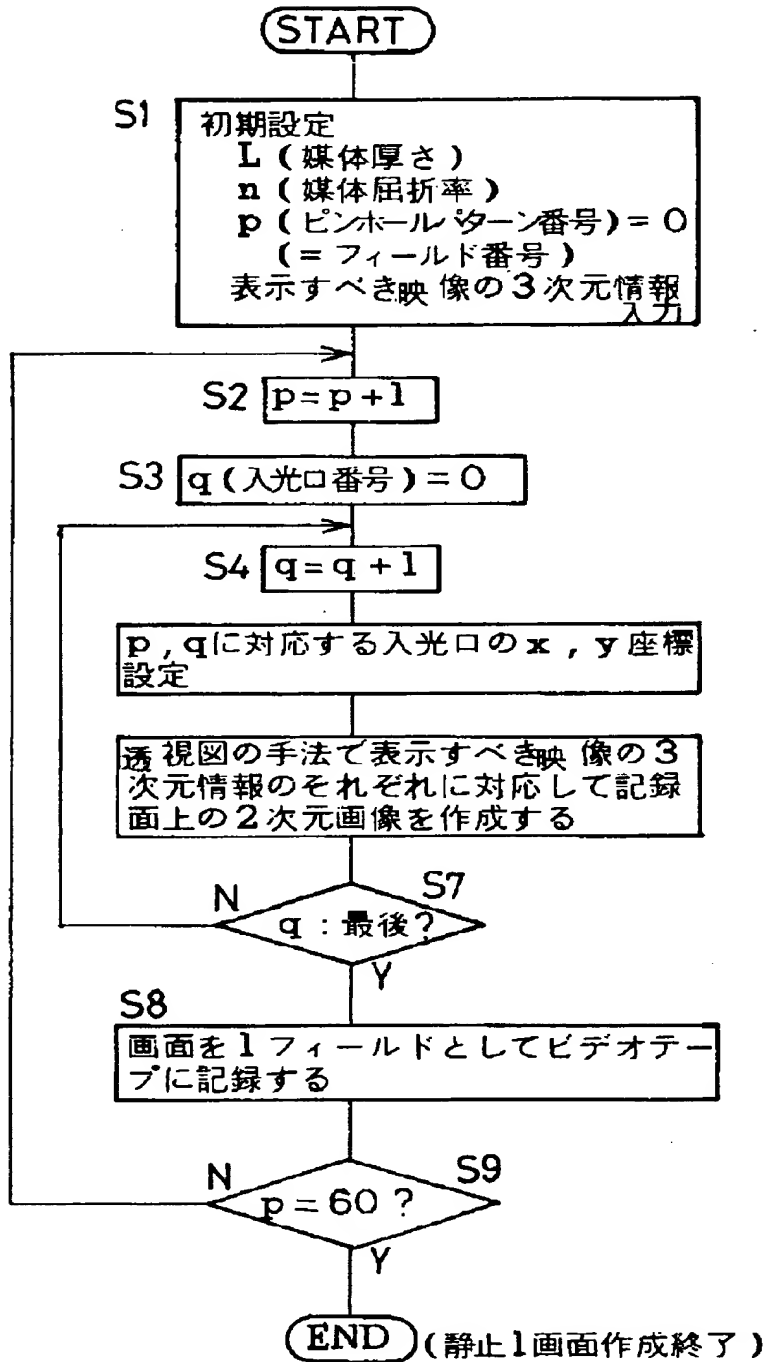 START
S1
初期設定
L（媒体厚さ）
n（媒体屈折率）
p（ピンホールパターン番号）＝0
（＝フィールド番号）
表示すべき映像の3次元情報
入力
S2
p=p+1
S3
q（入光口番号）＝0
S4
q=q+1
p,qに対応する入光口のx,y座標
設定
透視図の手法で表示すべき映像の3
次元情報のそれぞれに対応して記録
面上の2次元画像を作成する
N
S7
q：最後？
Y
S8
画面を1フィールドとしてビデオテー
プに記録する
N
S9
p=60？
Y
END（静止1画面作成終了）